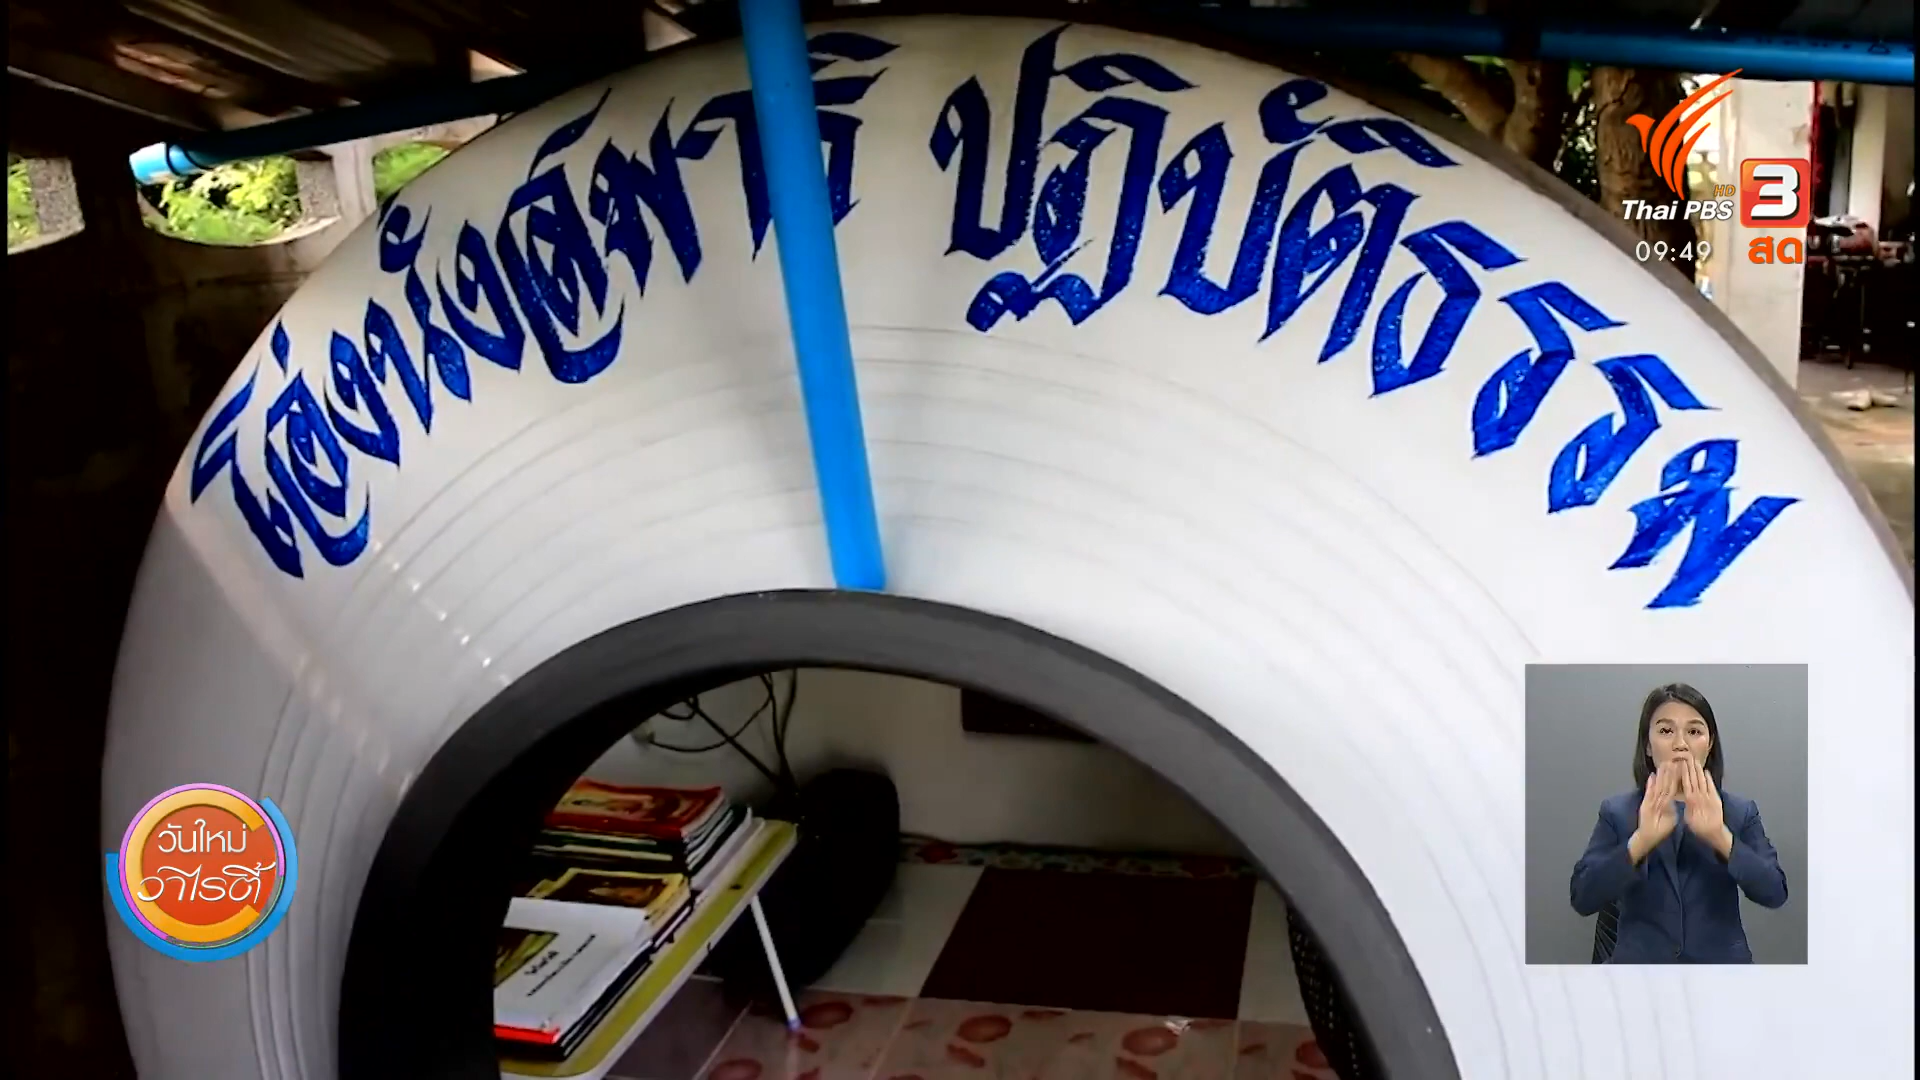 โอ่งนั่งสมาธิ ปฏิบัติธรรม
HD
Thai PBS
3
09:49
สด
วันใหม่
วาไรตี้